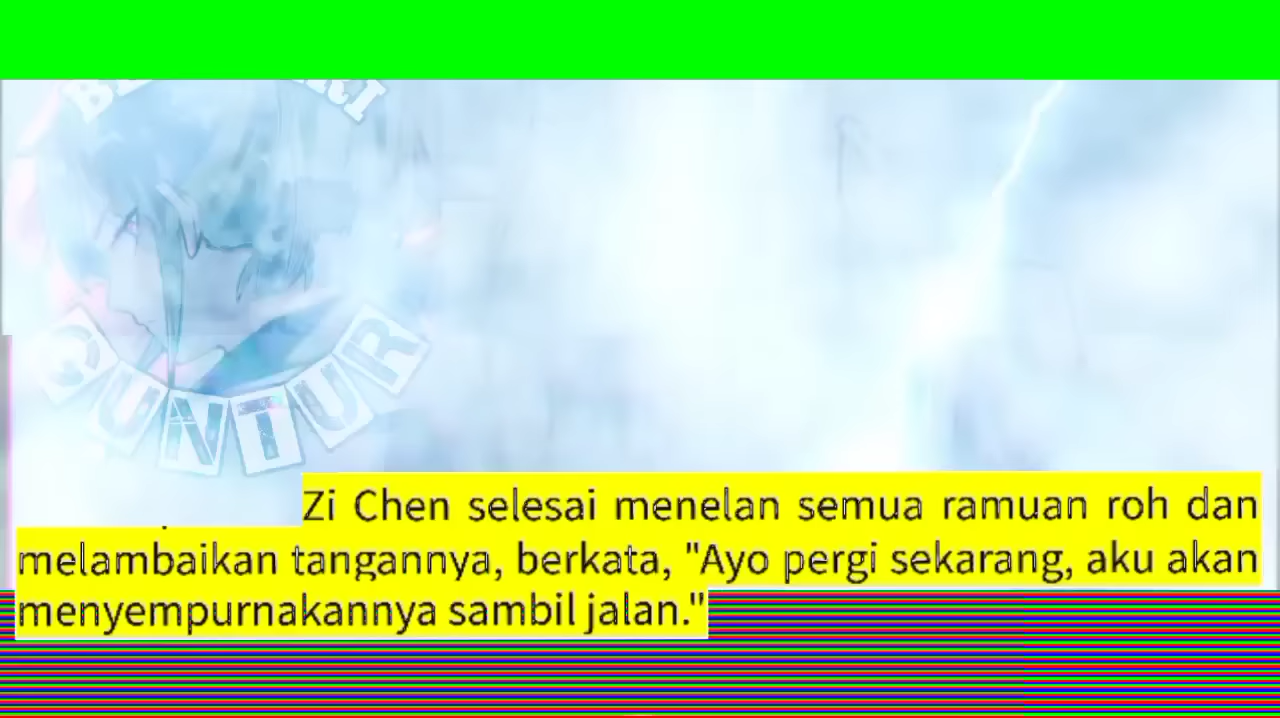 GUNTUR
Zi Chen selesai menelan semua ramuan roh dan
melambaikan tangannya, berkata, "Ayo pergi sekarang, aku akan
menyempurnakannya sambil jalan."